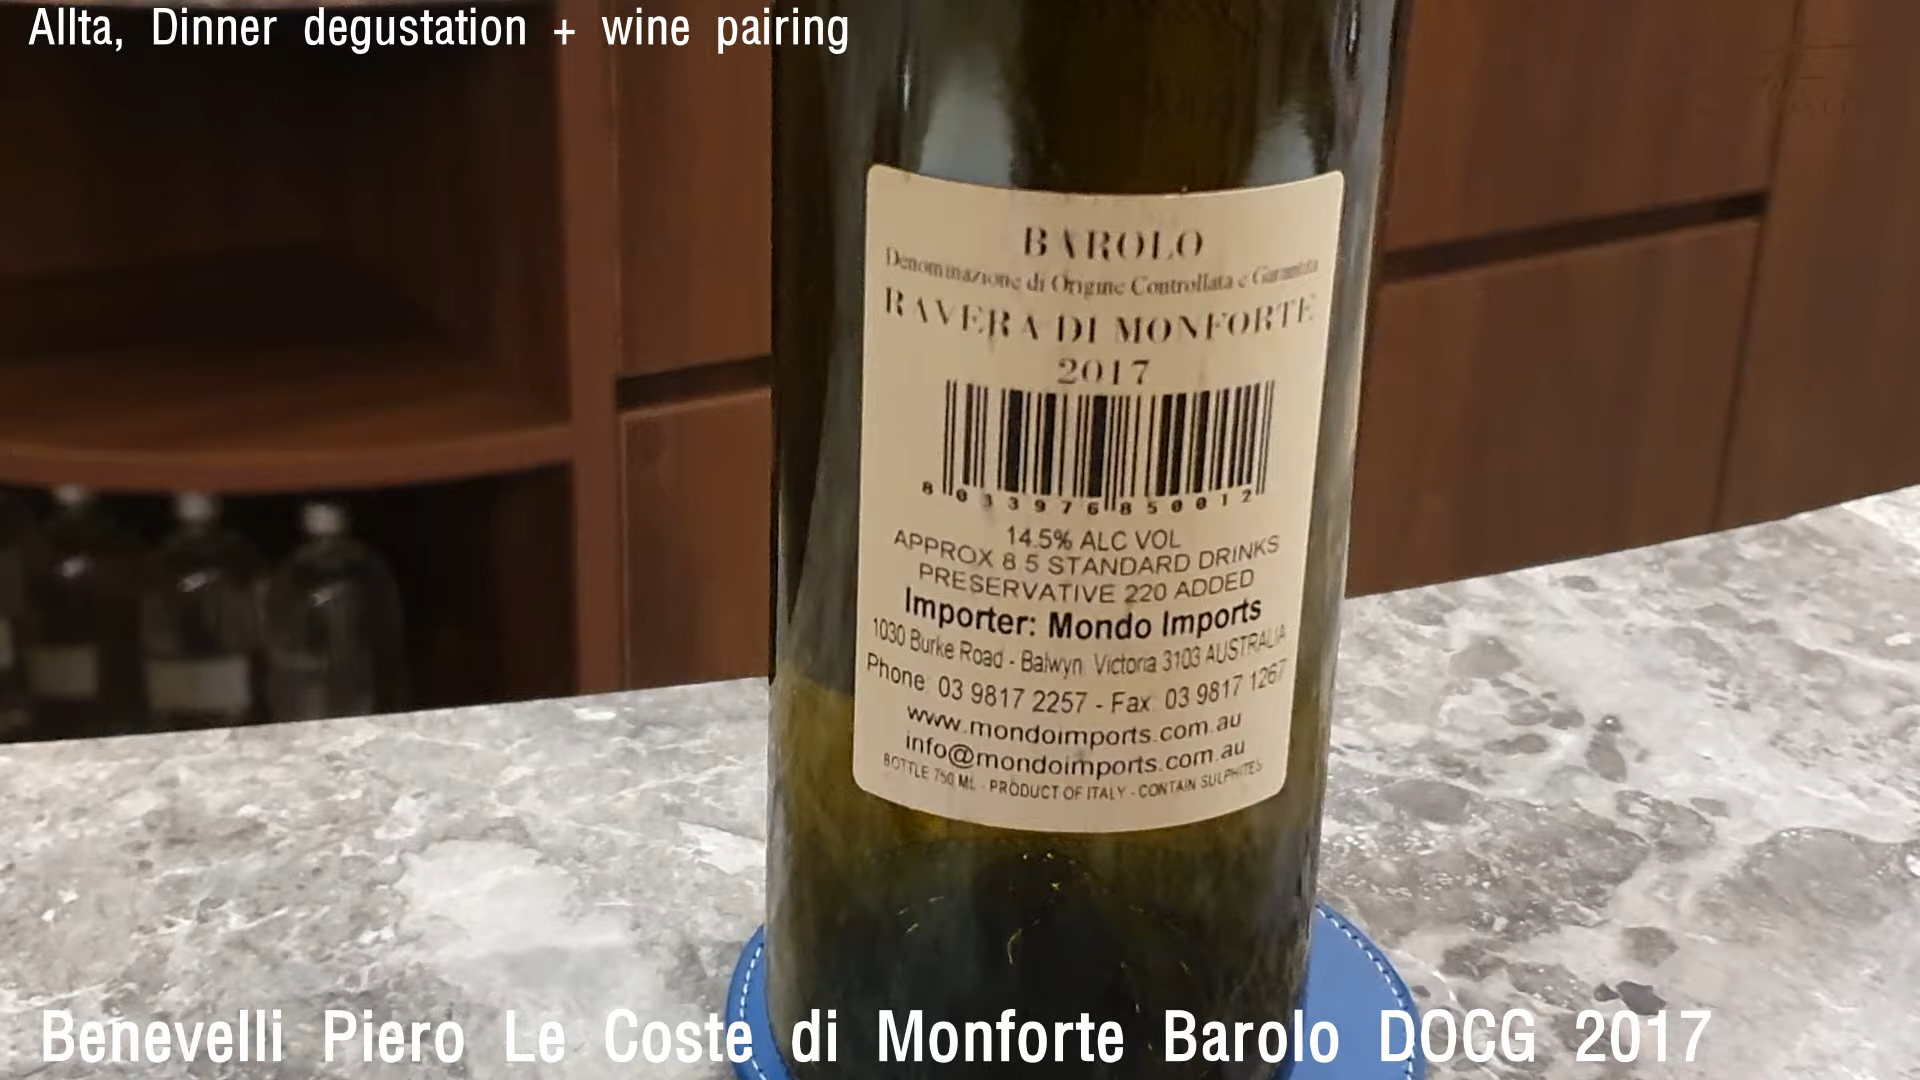 Allta, Dinner degustation + wine pairing
BAROLO
Denominazione di Origine Controllata e Garantita
RAVERA DI MONFORTE
2017
8 033976 850012
14.5% ALC VOL
APPROX 8 5 STANDARD DRINKS
PRESERVATIVE 220 ADDED
Importer: Mondo Imports
1030 Burke Road - Balwyn Victoria 3103 AUSTRALIA
Phone: 03 9817 2257 - Fax: 03 9817 1267
www.mondoimports.com.au
info@mondoimports.com.au
BOTTLE 750 ML - PRODUCT OF ITALY - CONTAIN SULPHITES
Benevelli Piero Le Coste di Monforte Barolo DOCG 2017